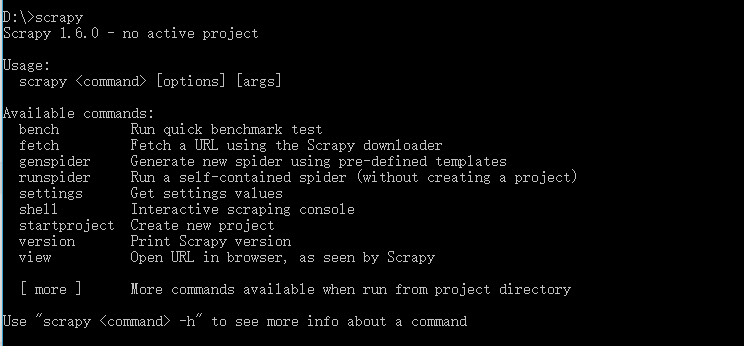 D:\>scrapy
Scrapy 1.6.0 - no active project
Usage:
scrapy <command> [options] [args]
Available commands:
bench Run quick benchmark test
fetch Fetch a URL using the Scrapy downloader
genspider Generate new spider using pre-defined templates
runspider Run a self-contained spider (without creating a project)
settings Get settings values
shell Interactive scraping console
startproject Create new project
version Print Scrapy version
view Open URL in browser, as seen by Scrapy
[ more ] More commands available when run from project directory
Use "scrapy <command> -h" to see more info about a command